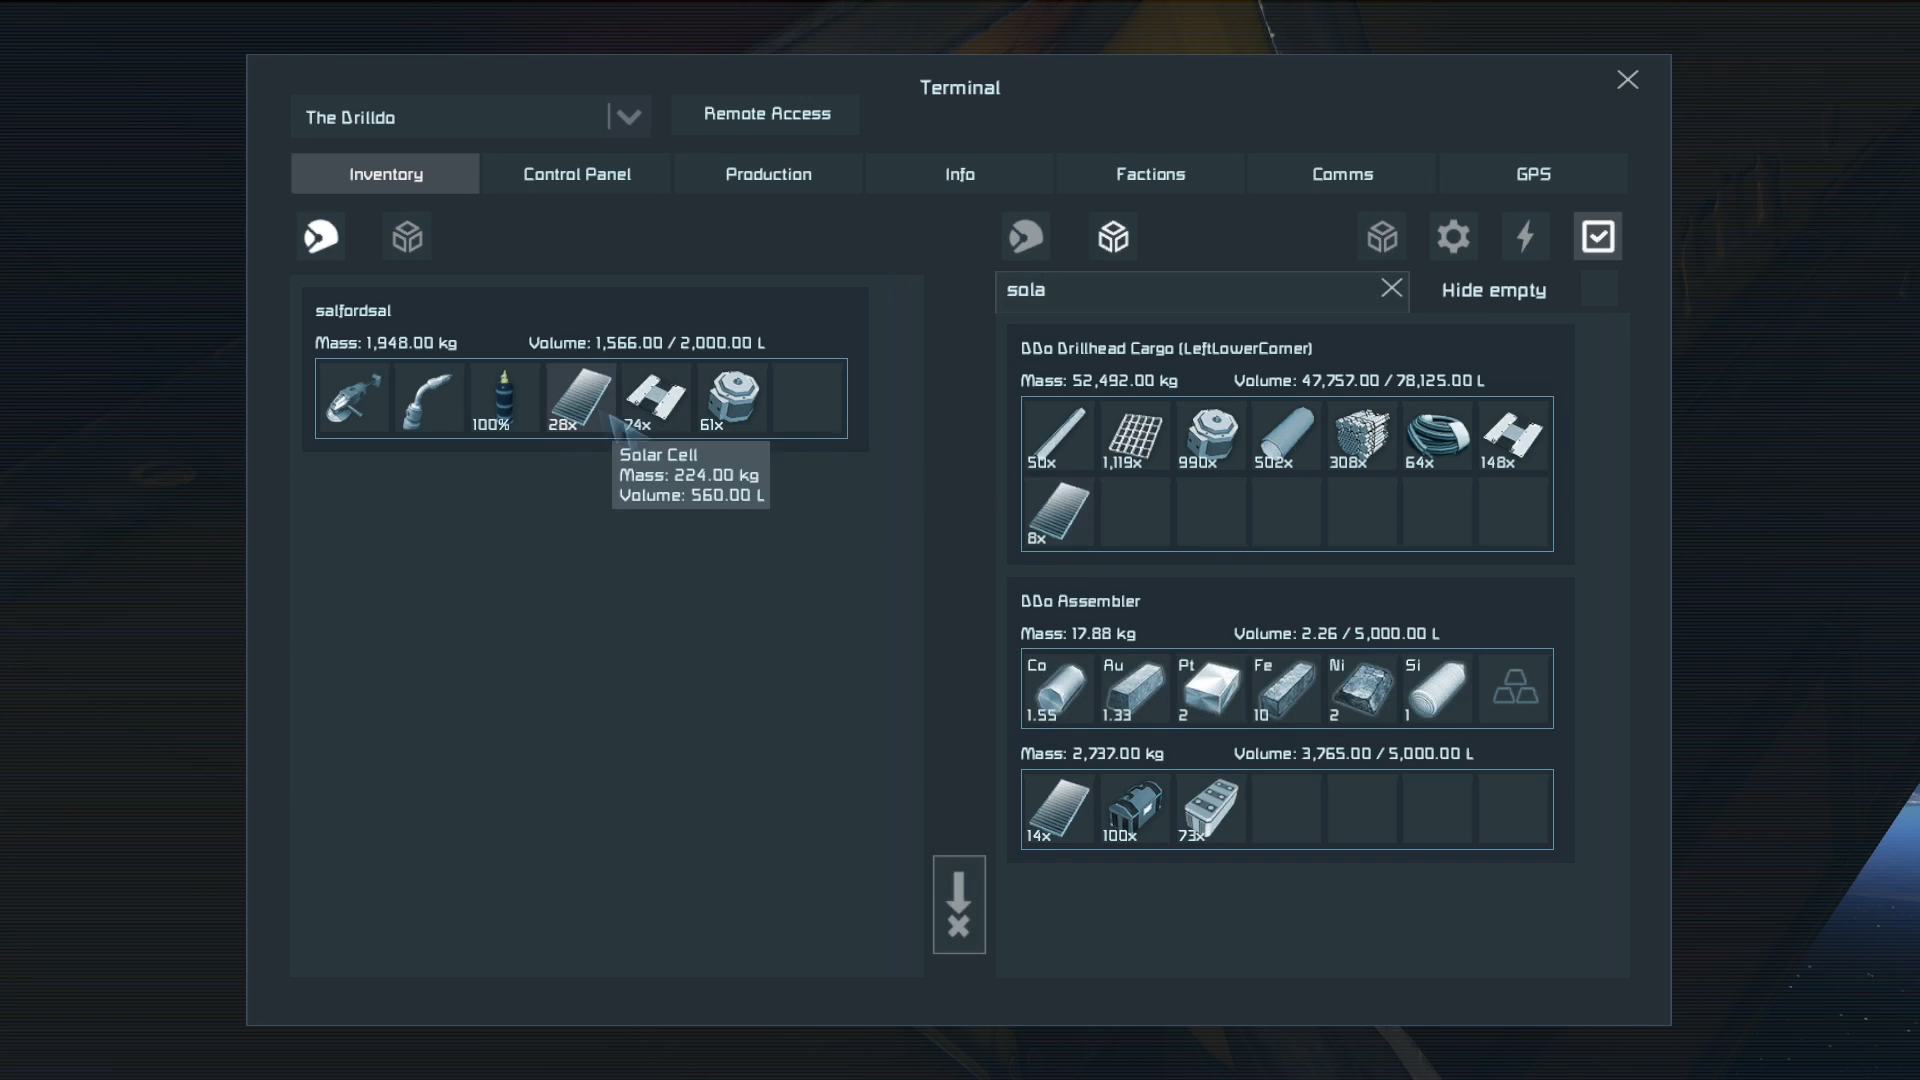 Terminal
The Drilldo
Remote Access
Inventory
Control Panel
Production
Info
Factions
Comms
GPS
salfordsal
Mass: 1,948.00 kg
Volume: 1,566.00 / 2,000.00 L
100%
28x
74x
61x
Solar Cell
Mass: 224.00 kg
Volume: 560.00 L
sola
Hide empty
DDo Drillhead Cargo (LeftLowerCorner)
Mass: 52,492.00 kg
Volume: 47,757.00 / 78,125.00 L
50x
1,119x
990x
502x
308x
64x
148x
8x
DDo Assembler
Mass: 17.88 kg
Volume: 2.26 / 5,000.00 L
Co
Au
Pt
Fe
Ni
Si
1.55
1.33
2
10
2
1
Mass: 2,737.00 kg
Volume: 3,765.00 / 5,000.00 L
14x
100x
73x